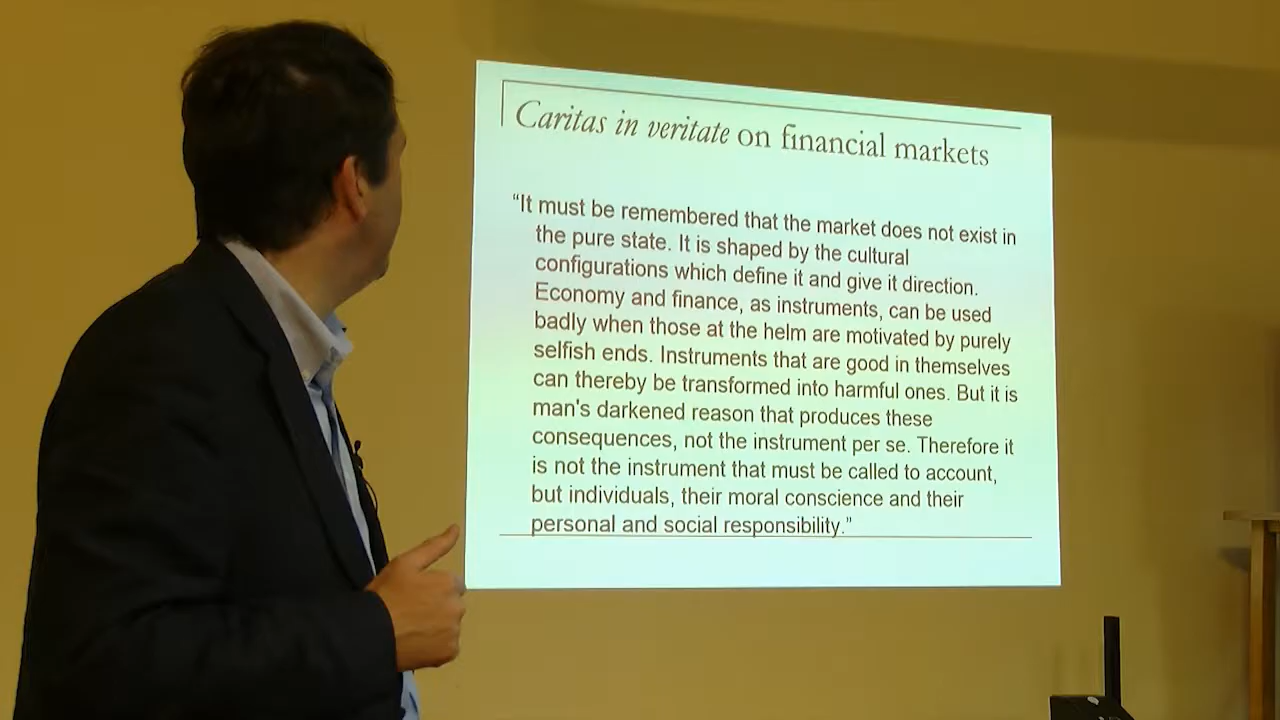 Caritas in veritate on financial markets
“It must be remembered that the market does not exist in
the pure state. It is shaped by the cultural
configurations which define it and give it direction.
Economy and finance, as instruments, can be used
badly when those at the helm are motivated by purely
selfish ends. Instruments that are good in themselves
can thereby be transformed into harmful ones. But it is
man's darkened reason that produces these
consequences, not the instrument per se. Therefore it
is not the instrument that must be called to account,
but individuals, their moral conscience and their
personal and social responsibility.”